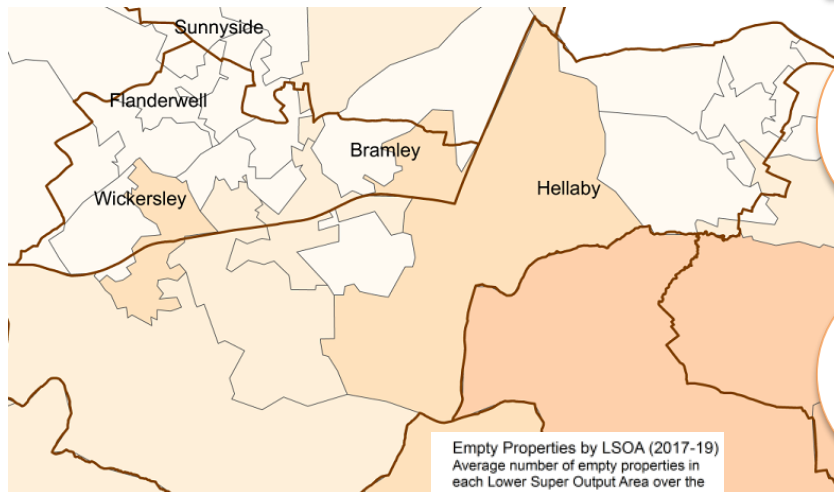 Sunnyside
Flanderwell
Bramley
Wickersley
Hellaby
Empty Properties by LSOA (2017-19)
Average number of empty properties in
each Lower Super Output Area over the